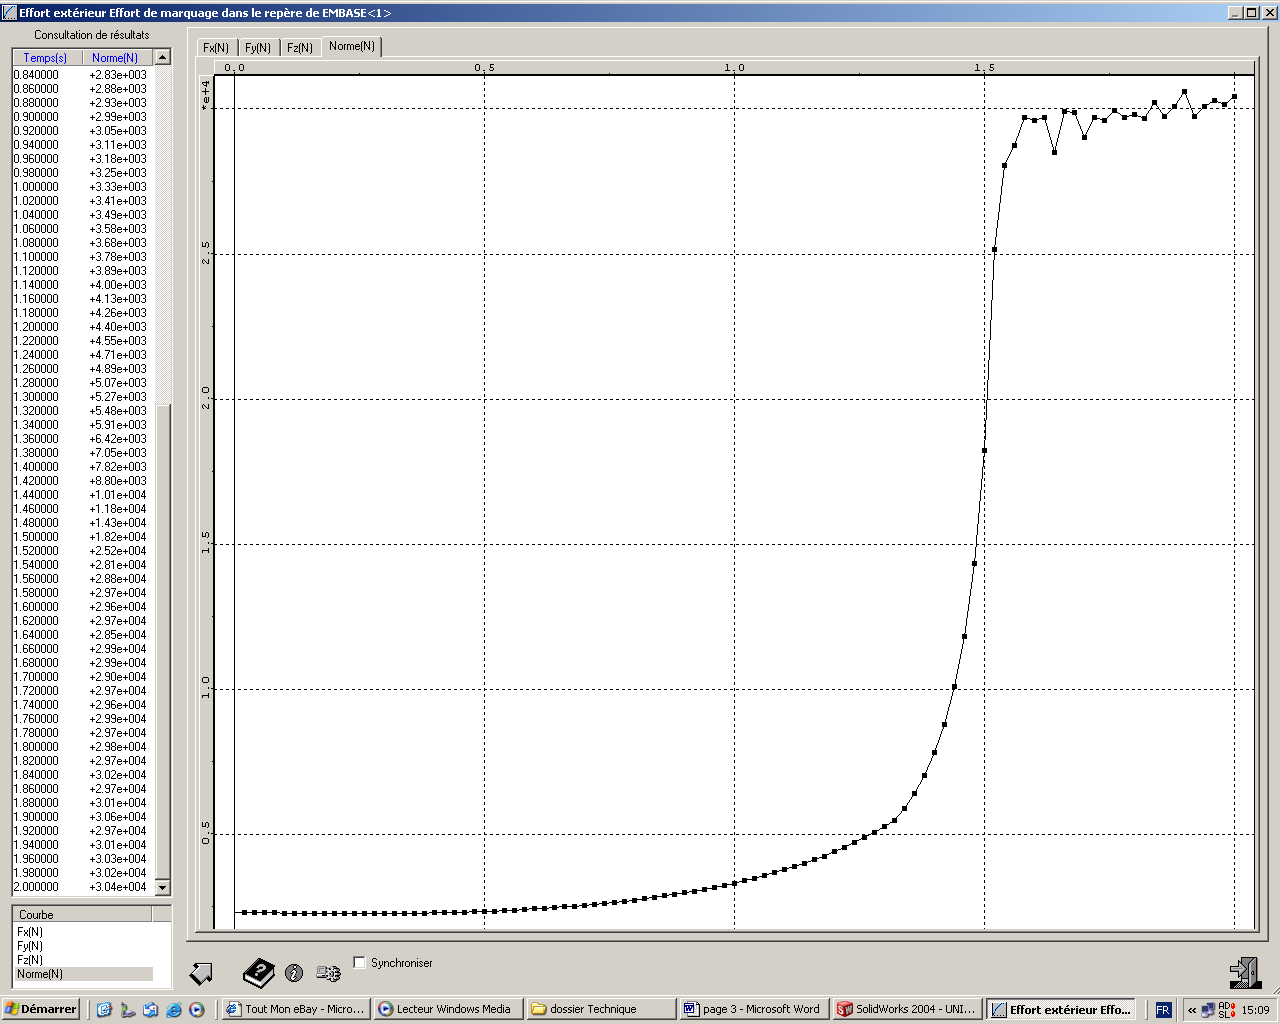 Effort extérieur Effort de marquage dans le repère de EMBASE<1>
Consultation de résultats
Temps(s) Norme(N)
0.840000 +2.83e+003
0.860000 +2.88e+003
0.880000 +2.93e+003
0.900000 +2.99e+003
0.920000 +3.05e+003
0.940000 +3.11e+003
0.960000 +3.18e+003
0.980000 +3.25e+003
1.000000 +3.33e+003
1.020000 +3.41e+003
1.040000 +3.49e+003
1.060000 +3.58e+003
1.080000 +3.68e+003
1.100000 +3.78e+003
1.120000 +3.89e+003
1.140000 +4.00e+003
1.160000 +4.13e+003
1.180000 +4.26e+003
1.200000 +4.40e+003
1.220000 +4.55e+003
1.240000 +4.71e+003
1.260000 +4.89e+003
1.280000 +5.07e+003
1.300000 +5.27e+003
1.320000 +5.48e+003
1.340000 +5.91e+003
1.360000 +6.42e+003
1.380000 +7.05e+003
1.400000 +7.82e+003
1.420000 +8.80e+003
1.440000 +1.01e+004
1.460000 +1.18e+004
1.480000 +1.43e+004
1.500000 +1.82e+004
1.520000 +2.52e+004
1.540000 +2.81e+004
1.560000 +2.88e+004
1.580000 +2.97e+004
1.600000 +2.96e+004
1.620000 +2.97e+004
1.640000 +2.85e+004
1.660000 +2.99e+004
1.680000 +2.99e+004
1.700000 +2.90e+004
1.720000 +2.97e+004
1.740000 +2.96e+004
1.760000 +2.99e+004
1.780000 +2.97e+004
1.800000 +2.98e+004
1.820000 +2.97e+004
1.840000 +3.02e+004
1.860000 +2.97e+004
1.880000 +3.01e+004
1.900000 +3.06e+004
1.920000 +2.97e+004
1.940000 +3.01e+004
1.960000 +3.03e+004
1.980000 +3.02e+004
2.000000 +3.04e+004
Courbe
Fx(N)
Fy(N)
Fz(N)
Norme(N)
Fx(N) Fy(N) Fz(N) Norme(N)
0.0 0.5 1.0 1.5
*e+4
2.5
2.0
1.5
1.0
0.5
Synchroniser
Démarrer Tout Mon eBay - Micro... Lecteur Windows Media dossier Technique page 3 - Microsoft Word SolidWorks 2004 - UNI... Effort extérieur Effo... FR « AD SL 15:09